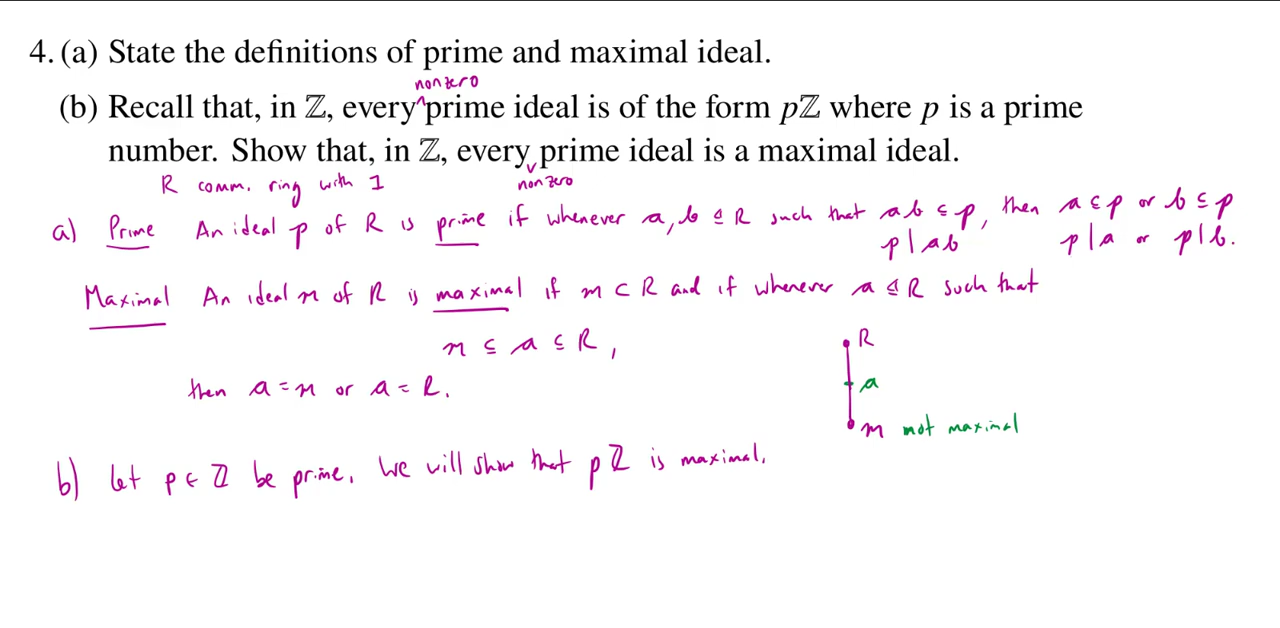 4. (a) State the definitions of prime and maximal ideal.
nonzero
(b) Recall that, in ℤ, every ^ prime ideal is of the form pℤ where p is a prime
number. Show that, in ℤ, every ˬ prime ideal is a maximal ideal.
R comm. ring with 1
nonzero
a) Prime An ideal p of R is prime if whenever a, b ⊴ R such that ab ⊆ p, then a ⊆ p or b ⊆ p
p | ab p | a or p | b.
Maximal An ideal m of R is maximal if m ⊂ R and if whenever a ⊴ R such that
m ⊆ a ⊆ R,
R
then a = m or a = R.
a
m not maximal
b) Let p ∈ ℤ be prime. We will show that pℤ is maximal.